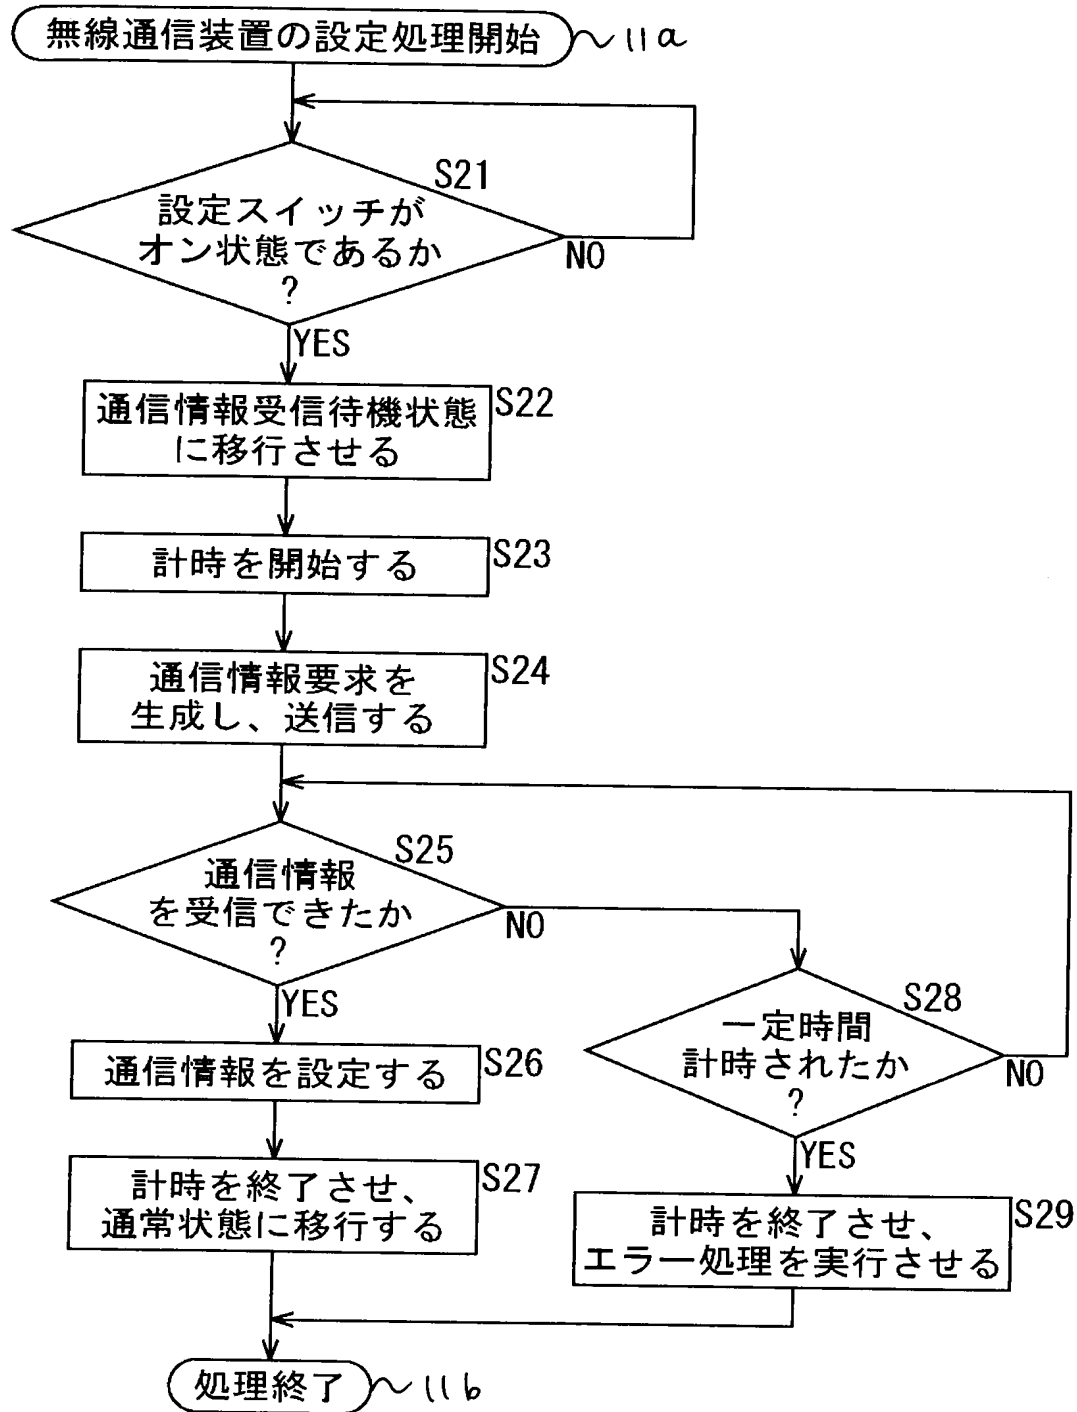 無線通信装置の設定処理開始
11a
S21
設定スイッチが
オン状態であるか
?
NO
YES
通信情報受信待機状態
に移行させる
S22
計時を開始する
S23
通信情報要求を
生成し、送信する
S24
S25
通信情報
を受信できたか
?
NO
YES
S28
一定時間
計時されたか
?
NO
YES
通信情報を設定する
S26
計時を終了させ、
通常状態に移行する
S27
計時を終了させ、
エラー処理を実行させる
S29
処理終了
11b